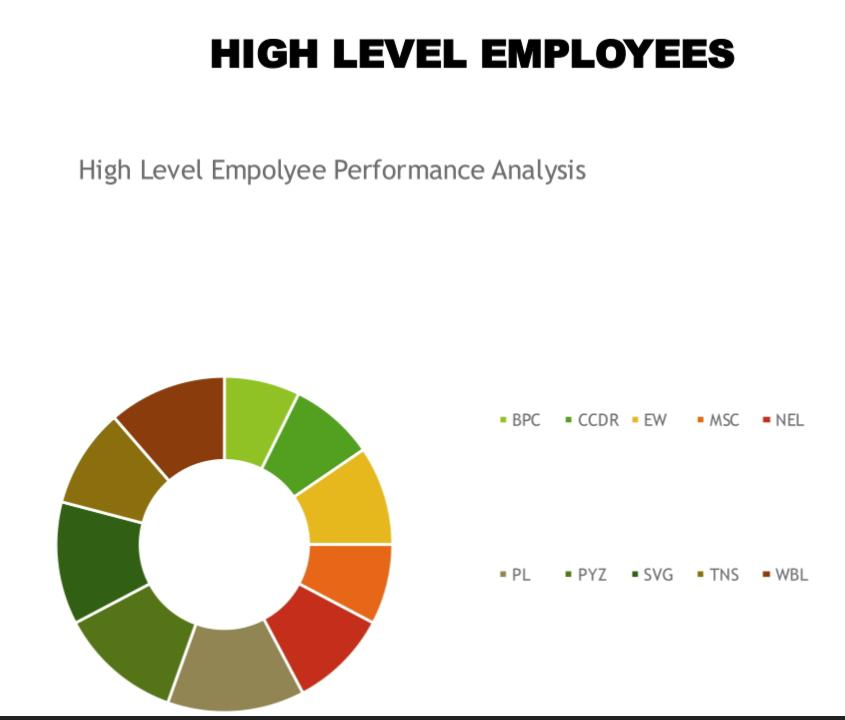 HIGH LEVEL EMPLOYEES
High Level Empolyee Performance Analysis
BPC CCDR EW MSC NEL
PL PYZ SVG TNS WBL